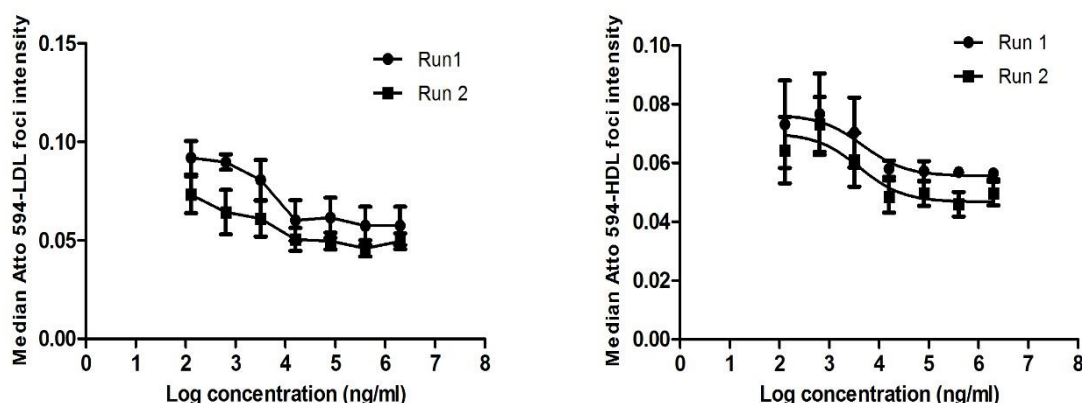 Median Atto 594-LDL foci intensity
0.15
0.10
0.05
0.00
Run1
Run 2
0 1 2 3 4 5 6 7 8
Log concentration (ng/ml)
Median Atto 594-HDL foci intensity
0.10
0.08
0.06
0.04
0.02
0.00
Run 1
Run 2
0 1 2 3 4 5 6 7 8
Log concentration (ng/ml)